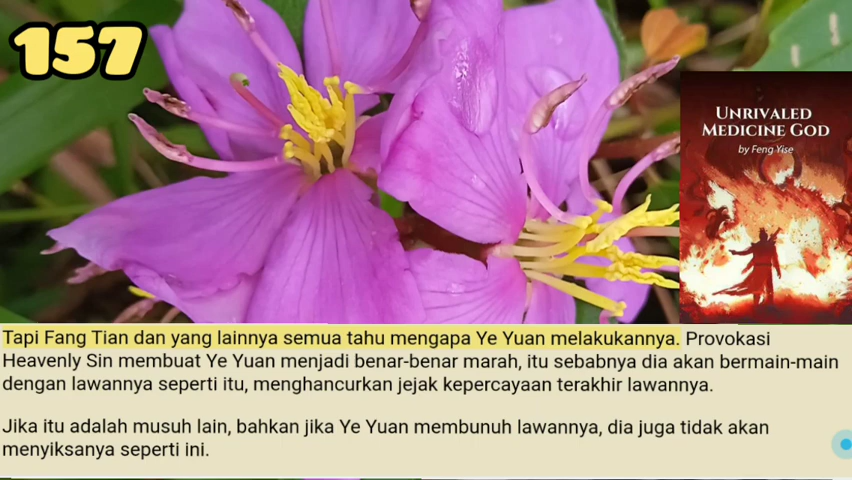 157
UNRIVALED
MEDICINE GOD
by Feng Yise
Tapi Fang Tian dan yang lainnya semua tahu mengapa Ye Yuan melakukannya. Provokasi
Heavenly Sin membuat Ye Yuan menjadi benar-benar marah, itu sebabnya dia akan bermain-main
dengan lawannya seperti itu, menghancurkan jejak kepercayaan terakhir lawannya.
Jika itu adalah musuh lain, bahkan jika Ye Yuan membunuh lawannya, dia juga tidak akan
menyiksanya seperti ini.